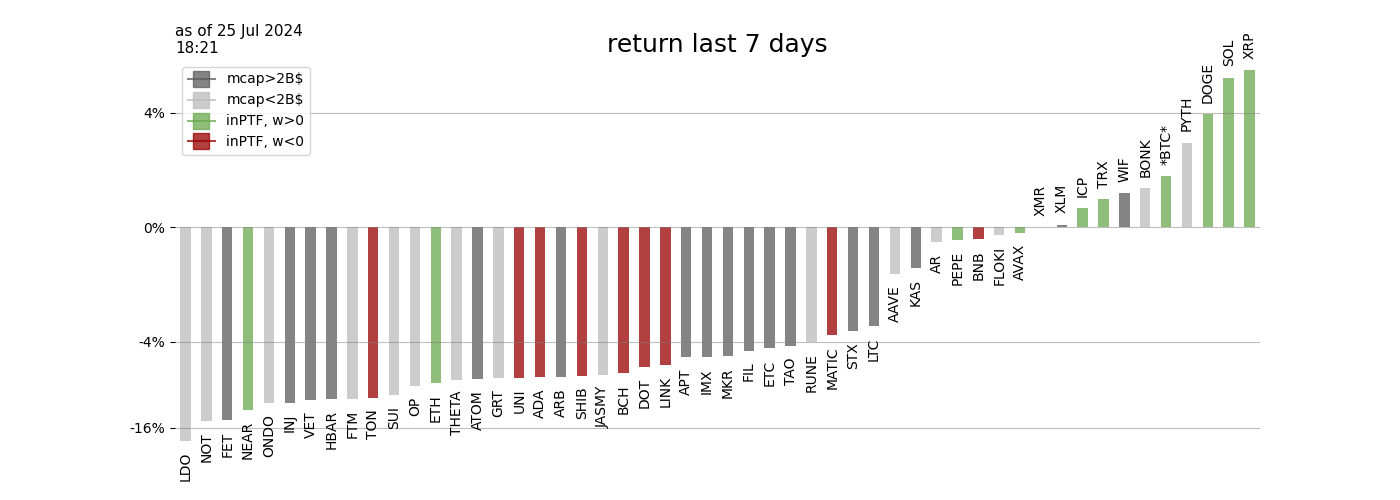 as of 25 Jul 2024
18:21
return last 7 days
mcap>2B$
mcap<2B$
inPTF, w>0
inPTF, w<0
4%
0%
-4%
-16%
LDO
NOT
FET
NEAR
ONDO
INJ
VET
HBAR
FTM
TON
SUI
OP
ETH
THETA
ATOM
GRT
UNI
ADA
ARB
SHIB
JASMY
BCH
DOT
LINK
APT
IMX
MKR
FIL
ETC
TAO
RUNE
MATIC
STX
LTC
AAVE
KAS
AR
PEPE
BNB
FLOKI
AVAX
XMR
XLM
ICP
TRX
WIF
BONK
*BTC*
PYTH
DOGE
SOL
XRP